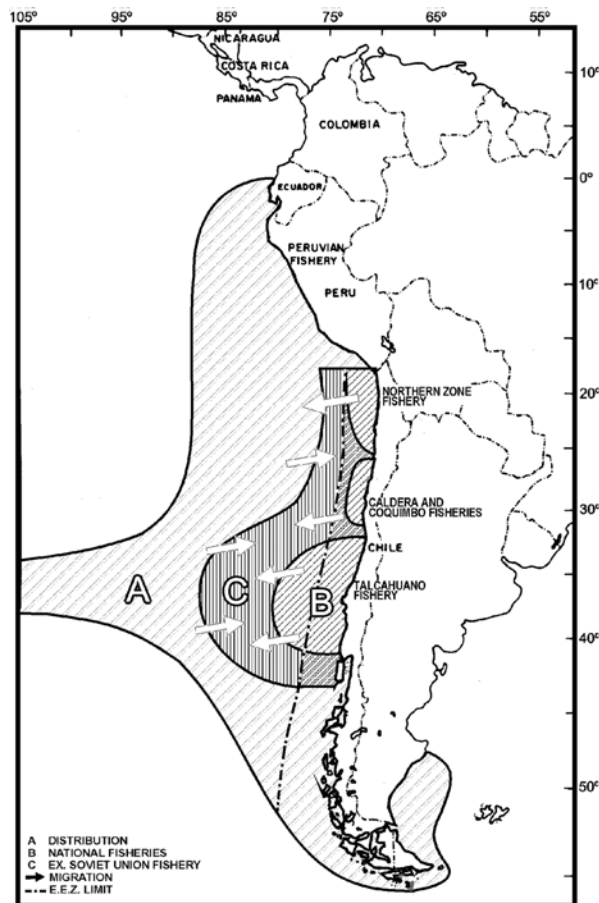 105º 95º 85º 75º 65º 55º
NICARAGUA
COSTA RICA
10º
PANAMA
COLOMBIA
0º
ECUADOR
PERUVIAN
FISHERY
10º
PERU
NORTHERN ZONE
FISHERY
20º
CALDERA AND
COQUIMBO FISHERIES
30º
CHILE
A C B
TALCAHUANO
FISHERY
40º
50º
A DISTRIBUTION
B NATIONAL FISHERIES
C EX. SOVIET UNION FISHERY
MIGRATION
E.E.Z. LIMIT